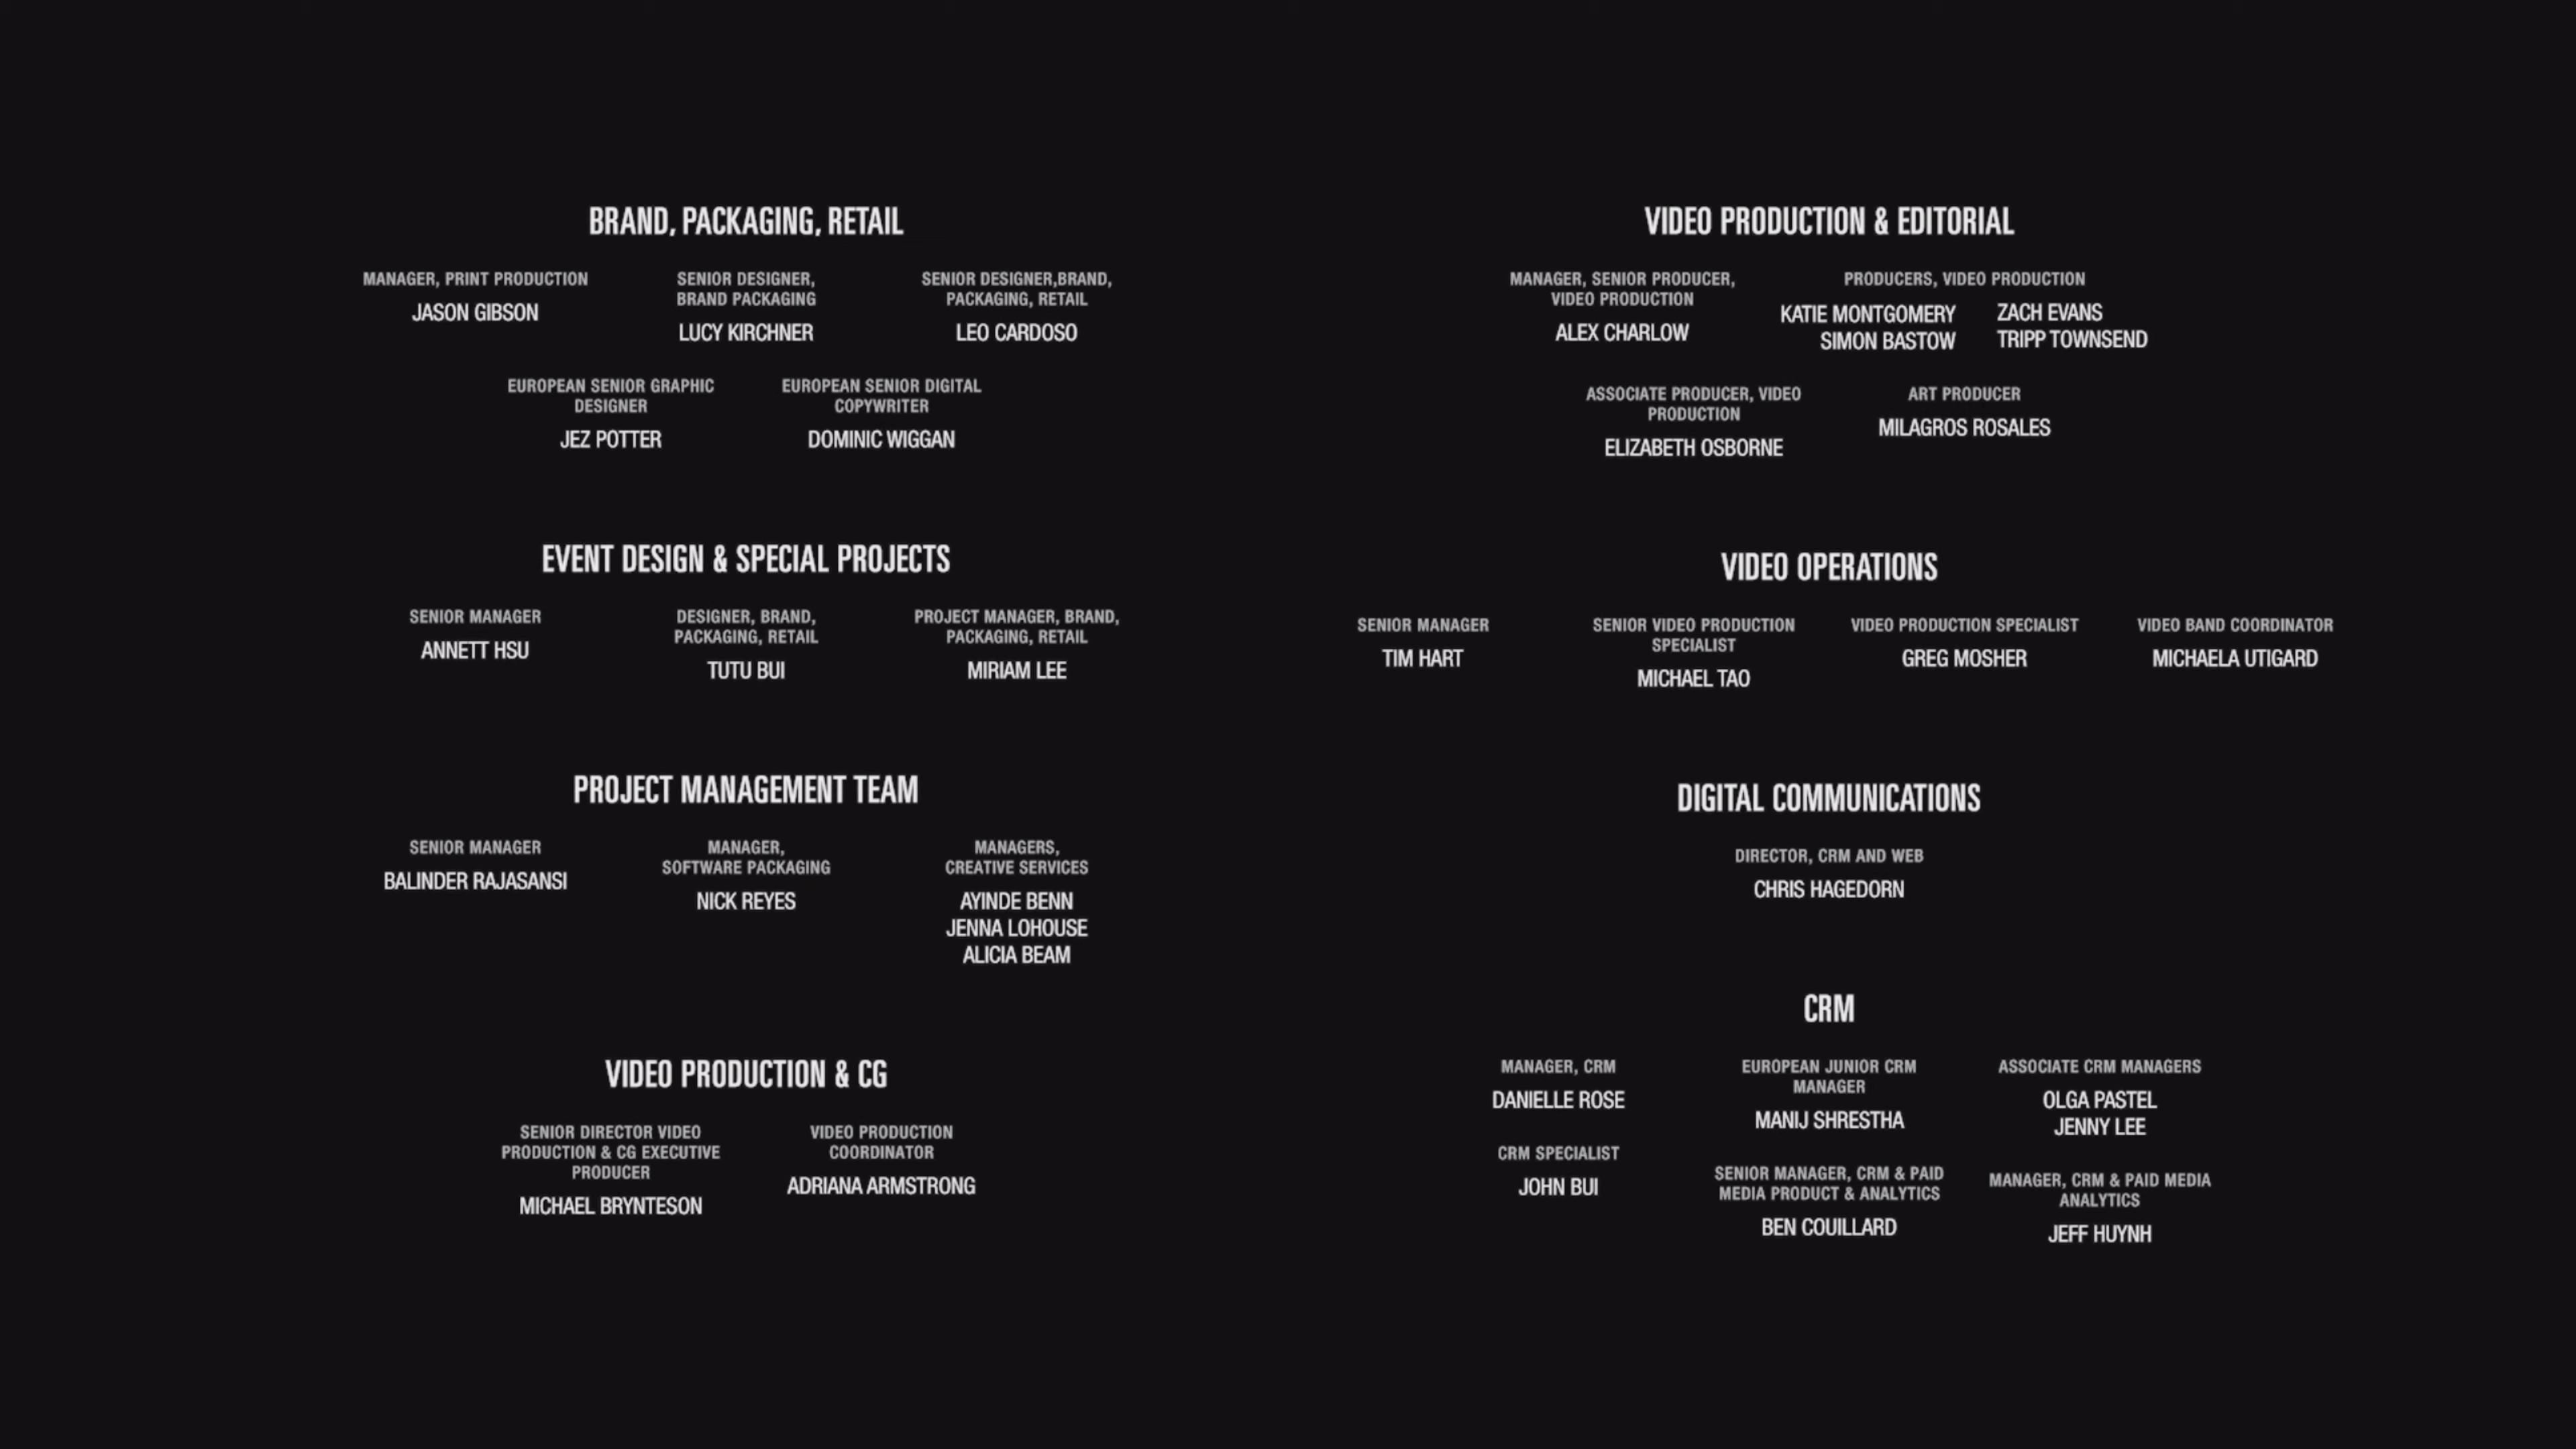 BRAND, PACKAGING, RETAIL
MANAGER, PRINT PRODUCTION
JASON GIBSON
SENIOR DESIGNER,
BRAND PACKAGING
LUCY KIRCHNER
SENIOR DESIGNER,BRAND,
PACKAGING, RETAIL
LEO CARDOSO
EUROPEAN SENIOR GRAPHIC
DESIGNER
JEZ POTTER
EUROPEAN SENIOR DIGITAL
COPYWRITER
DOMINIC WIGGAN
EVENT DESIGN & SPECIAL PROJECTS
SENIOR MANAGER
ANNETT HSU
DESIGNER, BRAND,
PACKAGING, RETAIL
TUTU BUI
PROJECT MANAGER, BRAND,
PACKAGING, RETAIL
MIRIAM LEE
PROJECT MANAGEMENT TEAM
SENIOR MANAGER
BALINDER RAJASANSI
MANAGER,
SOFTWARE PACKAGING
NICK REYES
MANAGERS,
CREATIVE SERVICES
AYINDE BENN
JENNA LOHOUSE
ALICIA BEAM
VIDEO PRODUCTION & CG
SENIOR DIRECTOR VIDEO
PRODUCTION & CG EXECUTIVE
PRODUCER
MICHAEL BRYNTESON
VIDEO PRODUCTION
COORDINATOR
ADRIANA ARMSTRONG
VIDEO PRODUCTION & EDITORIAL
MANAGER, SENIOR PRODUCER,
VIDEO PRODUCTION
ALEX CHARLOW
PRODUCERS, VIDEO PRODUCTION
KATIE MONTGOMERY
SIMON BASTOW
ZACH EVANS
TRIPP TOWNSEND
ASSOCIATE PRODUCER, VIDEO
PRODUCTION
ELIZABETH OSBORNE
ART PRODUCER
MILAGROS ROSALES
VIDEO OPERATIONS
SENIOR MANAGER
TIM HART
SENIOR VIDEO PRODUCTION
SPECIALIST
MICHAEL TAO
VIDEO PRODUCTION SPECIALIST
GREG MOSHER
VIDEO BAND COORDINATOR
MICHAELA UTIGARD
DIGITAL COMMUNICATIONS
DIRECTOR, CRM AND WEB
CHRIS HAGEDORN
CRM
MANAGER, CRM
DANIELLE ROSE
EUROPEAN JUNIOR CRM
MANAGER
MANIJ SHRESTHA
ASSOCIATE CRM MANAGERS
OLGA PASTEL
JENNY LEE
CRM SPECIALIST
JOHN BUI
SENIOR MANAGER, CRM & PAID
MEDIA PRODUCT & ANALYTICS
BEN COUILLARD
MANAGER, CRM & PAID MEDIA
ANALYTICS
JEFF HUYNH